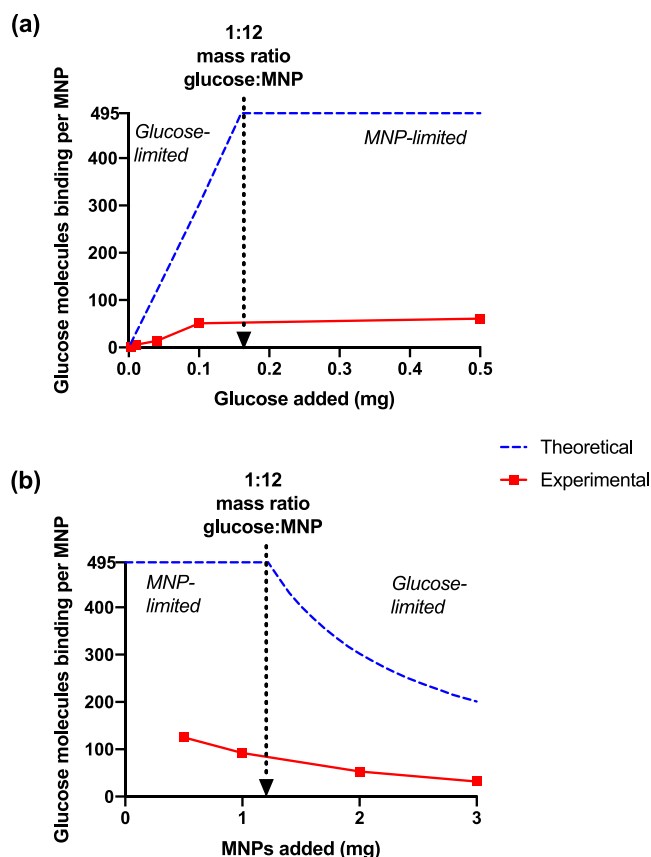 (a)
1:12
mass ratio
glucose:MNP
Glucose molecules binding per MNP
495
400
300
200
100
0
Glucose-
limited
MNP-limited
0.0 0.1 0.2 0.3 0.4 0.5
Glucose added (mg)
Theoretical
Experimental
(b)
1:12
mass ratio
glucose:MNP
Glucose molecules binding per MNP
495
400
300
200
100
0
MNP-
limited
Glucose-
limited
0 1 2 3
MNPs added (mg)